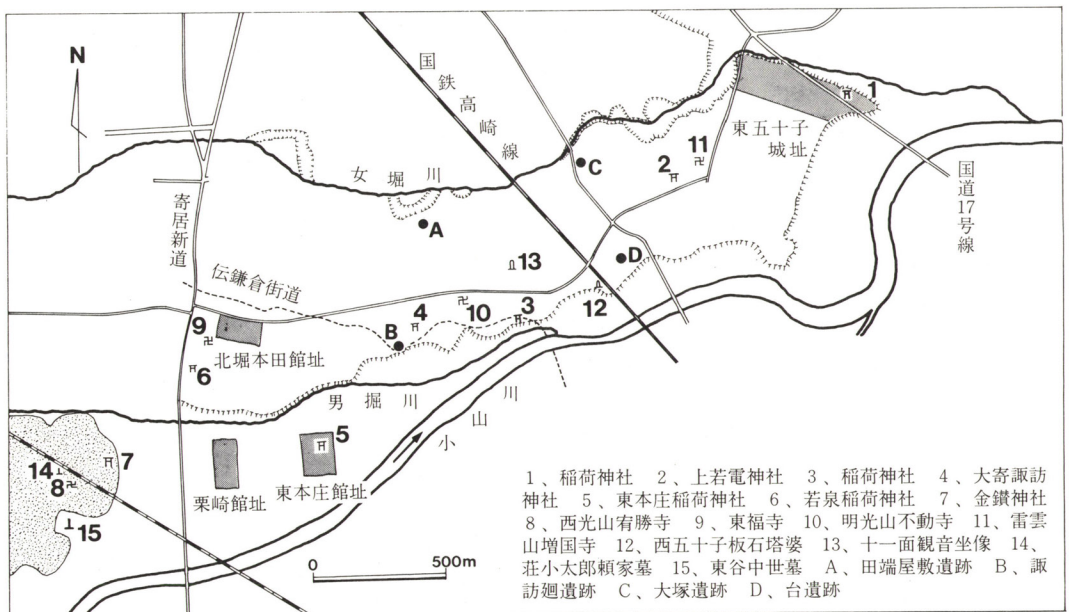 N
国鉄高崎線
1
東五十子
城址
11
2
C
女堀川
国道17号線
寄居新道
A
D
13
伝鎌倉街道
12
4
10
3
9
B
北堀本田館址
6
男堀川
小山川
7
5
14
8
15
栗崎館址
東本庄館址
0 500m
1、稲荷神社 2、上若電神社 3、稲荷神社 4、大寄諏訪
神社 5、東本庄稲荷神社 6、若泉稲荷神社 7、金鑚神社
8、西光山宥勝寺 9、東福寺 10、明光山不動寺 11、雷雲
山増国寺 12、西五十子板石塔婆 13、十一面観音坐像 14、
荘小太郎頼家墓 15、東谷中世墓 A、田端屋敷遺跡 B、諏
訪廻遺跡 C、大塚遺跡 D、台遺跡